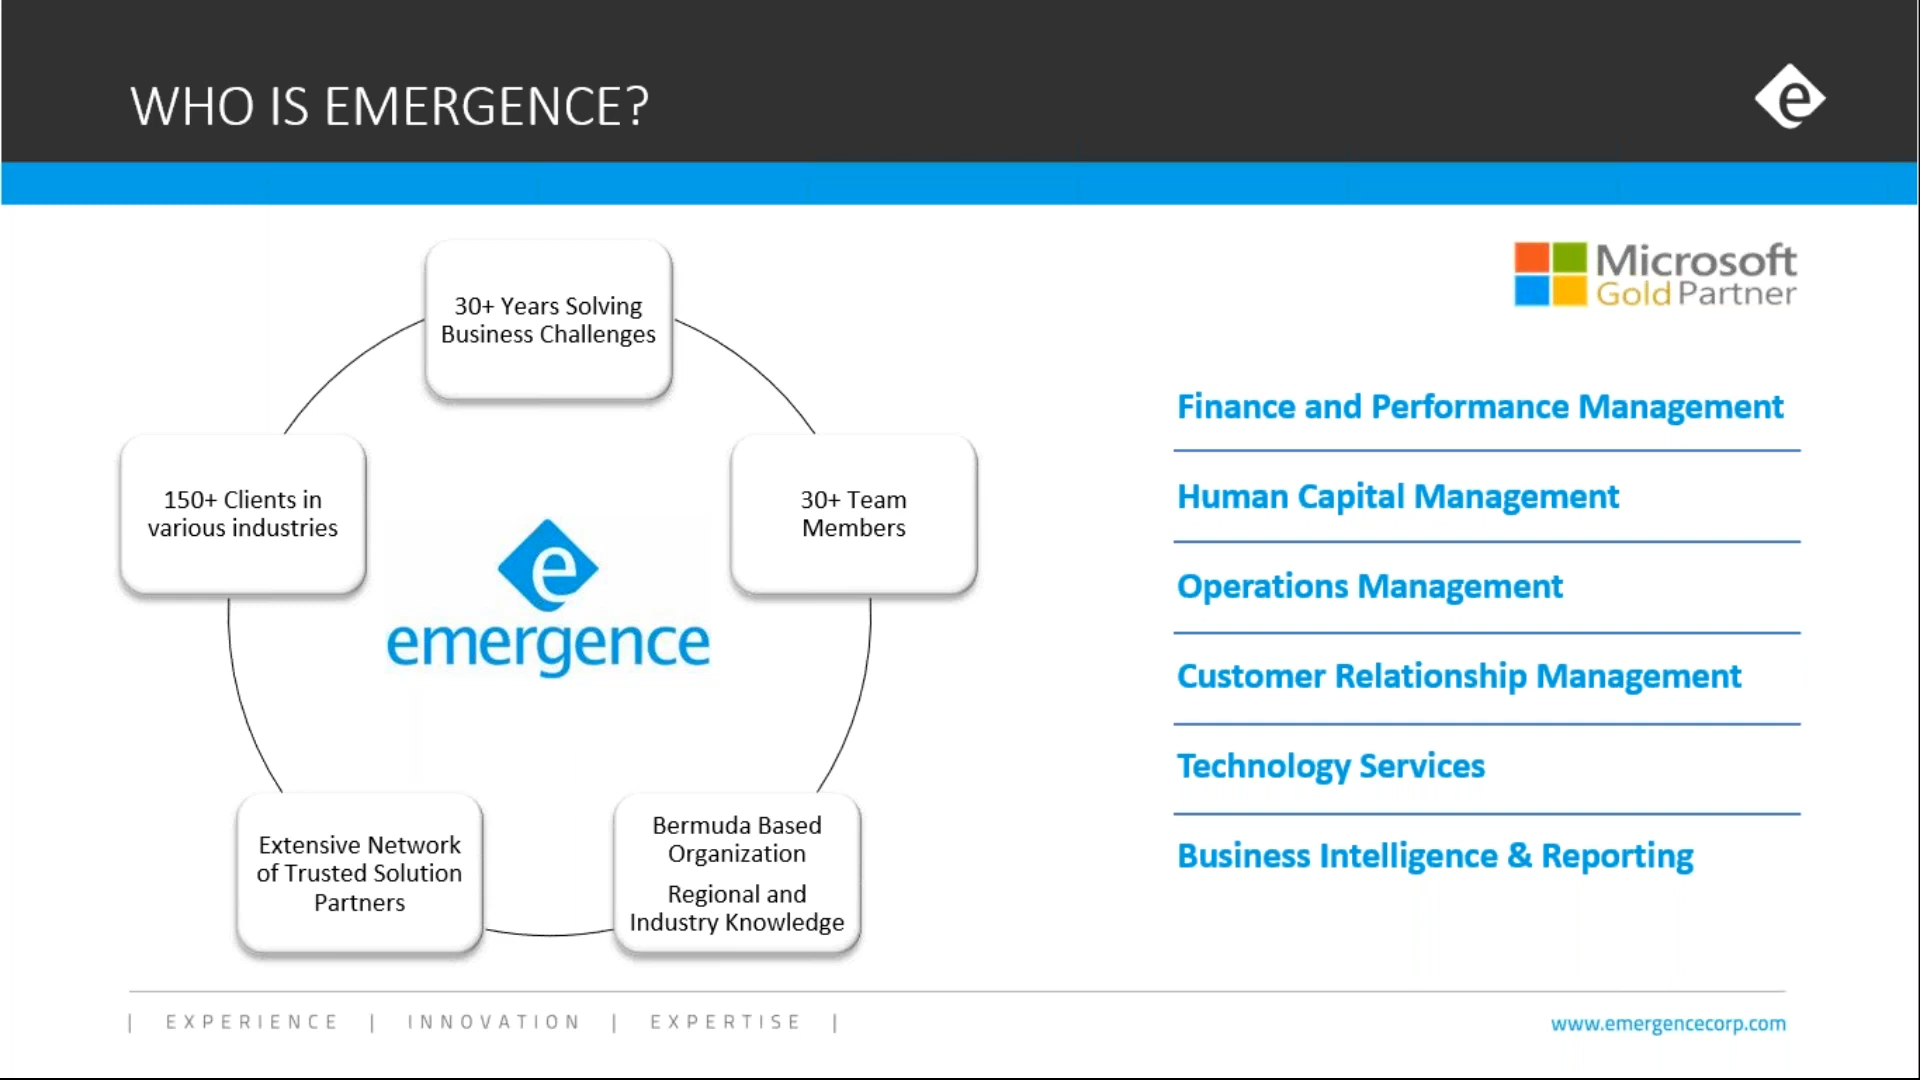 WHO IS EMERGENCE?
e
30+ Years Solving
Business Challenges
150+ Clients in
various industries
30+ Team
Members
e
emergence
Extensive Network
of Trusted Solution
Partners
Bermuda Based
Organization
Regional and
Industry Knowledge
Microsoft
Gold Partner
Finance and Performance Management
Human Capital Management
Operations Management
Customer Relationship Management
Technology Services
Business Intelligence & Reporting
| EXPERIENCE | INNOVATION | EXPERTISE |
www.emergencecorp.com